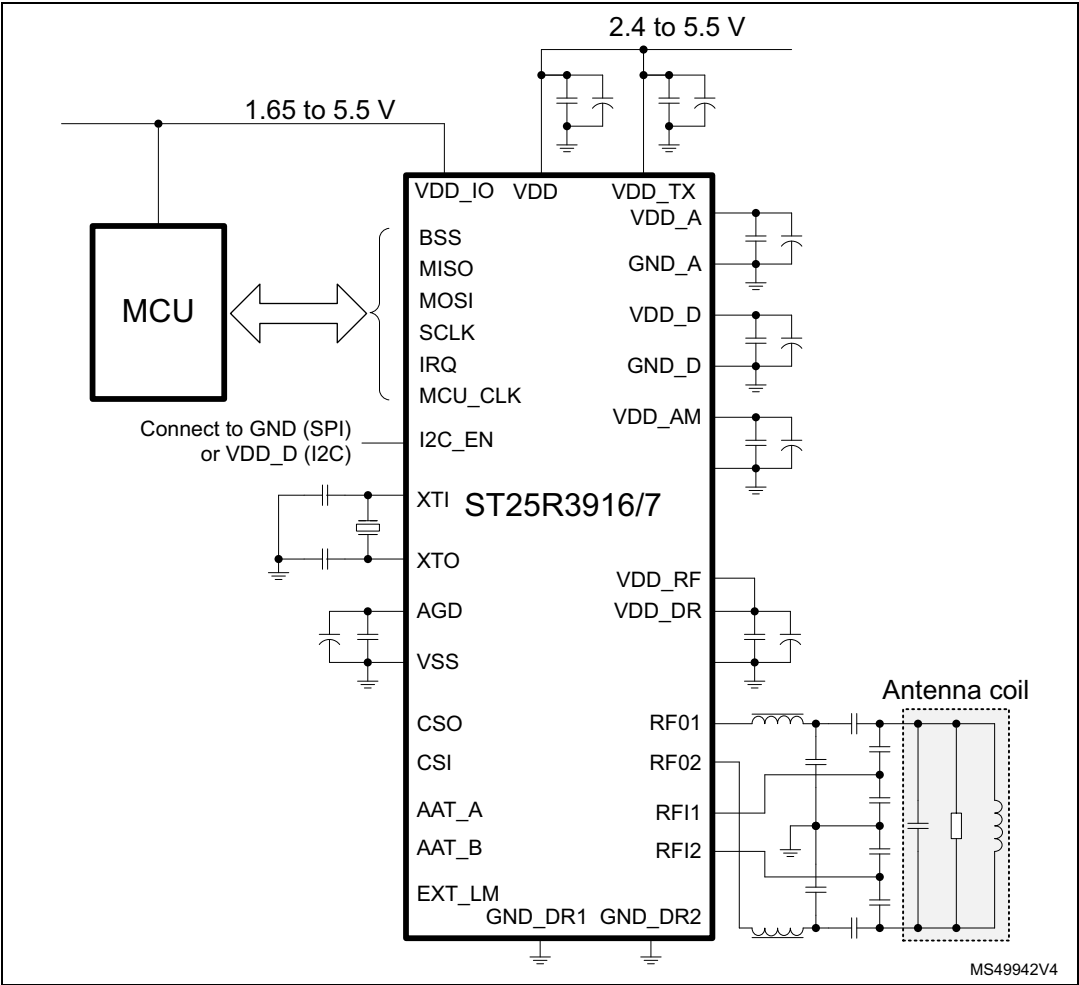 2.4 to 5.5 V
1.65 to 5.5 V
VDD_IO VDD VDD_TX
VDD_A
BSS
GND_A
MISO
MCU
MOSI
VDD_D
SCLK
IRQ
GND_D
MCU_CLK
VDD_AM
Connect to GND (SPI)
or VDD_D (I2C)
I2C_EN
XTI
ST25R3916/7
XTO
VDD_RF
AGD
VDD_DR
VSS
Antenna coil
CSO
RF01
CSI
RF02
AAT_A
RFI1
AAT_B
RFI2
EXT_LM
GND_DR1 GND_DR2
MS49942V4